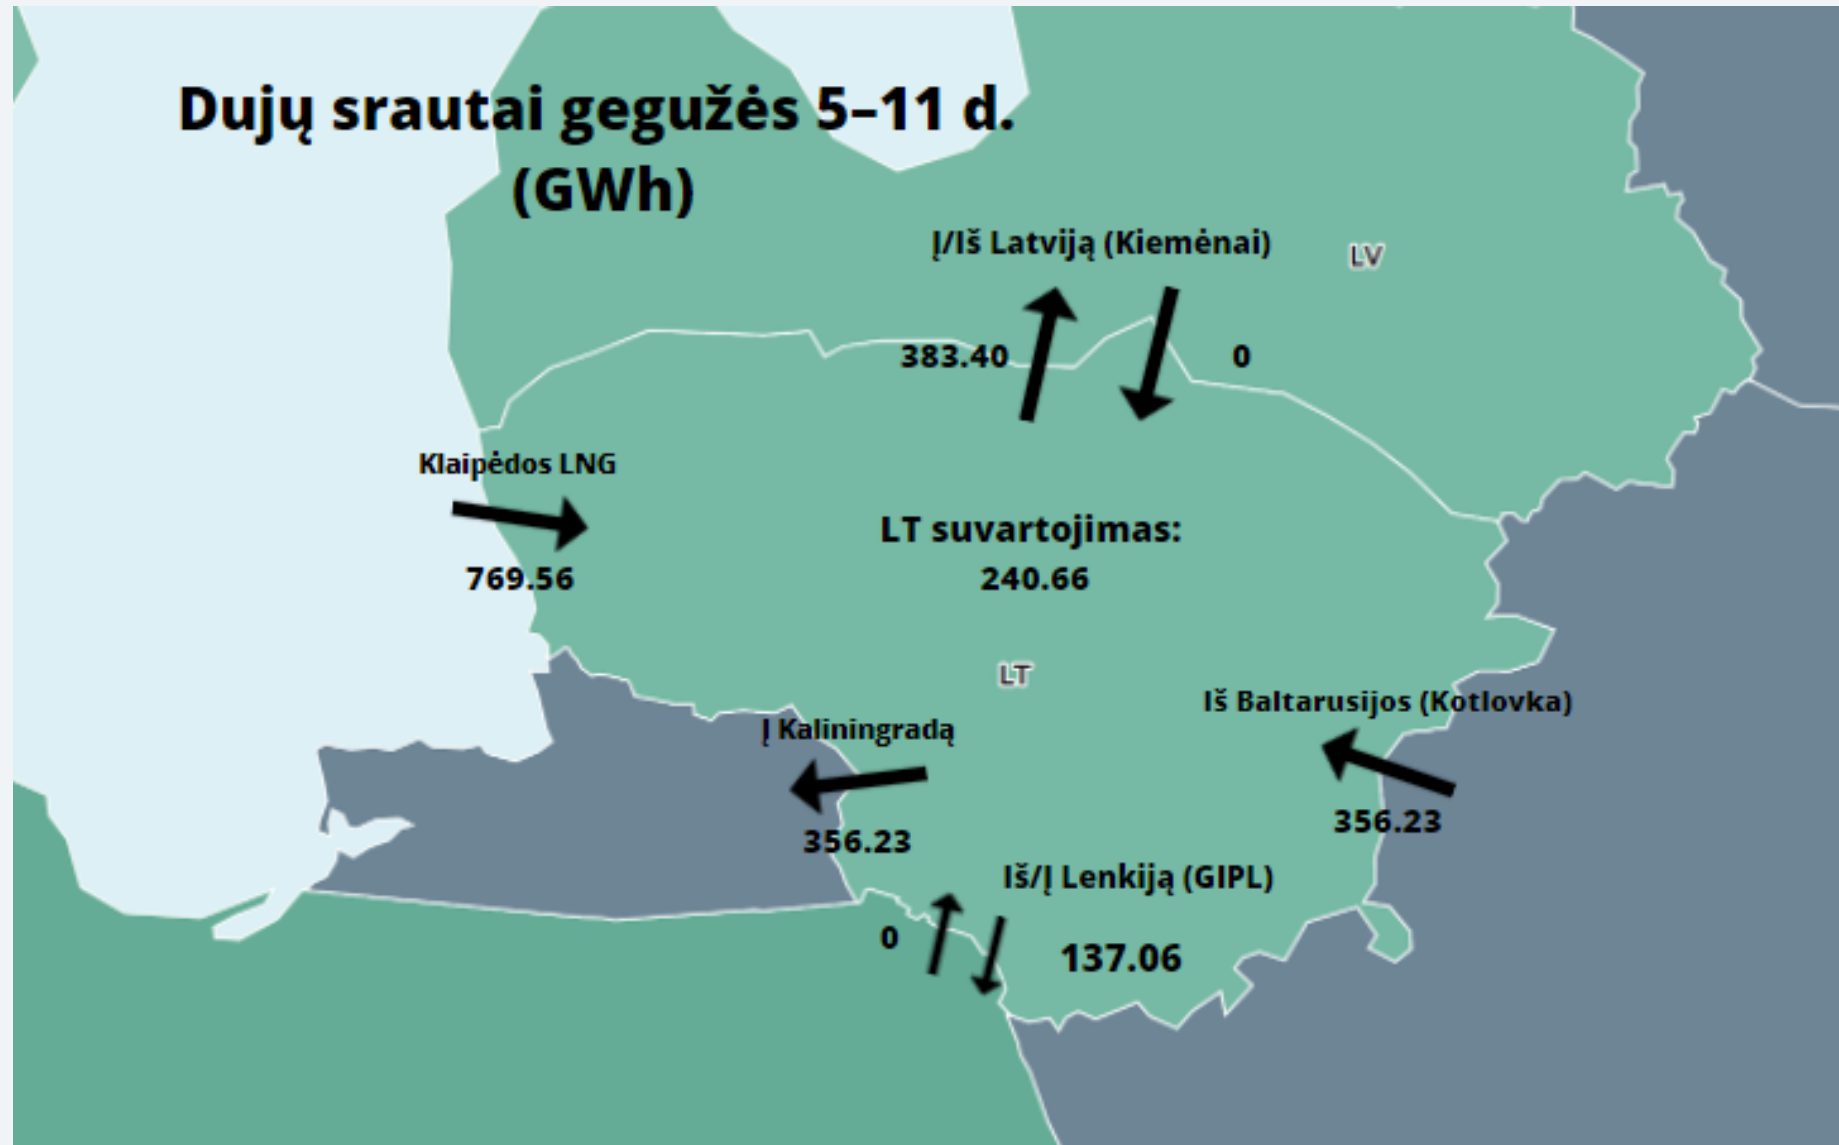 Dujų srautai gegužės 5–11 d.
(GWh)
Į/Iš Latviją (Kiemėnai)
LV
383.40
0
Klaipėdos LNG
769.56
LT suvartojimas:
240.66
LT
Iš Baltarusijos (Kotlovka)
356.23
Į Kaliningradą
356.23
Iš/Į Lenkiją (GIPL)
0
137.06